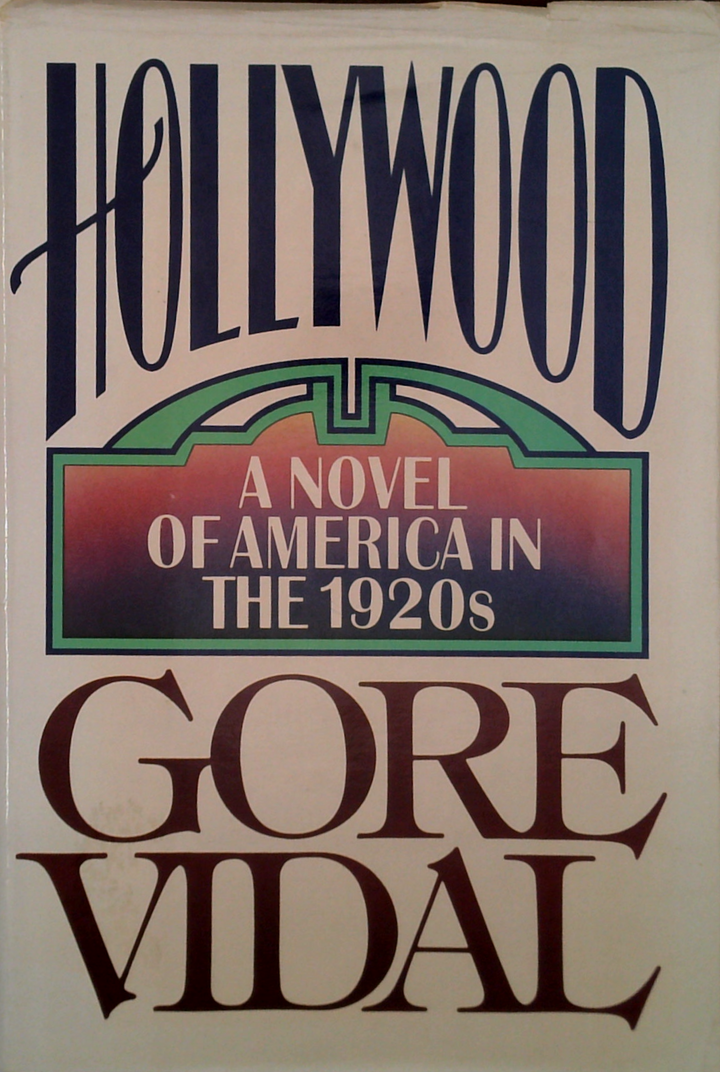 HOLLYWOOD
A NOVEL
OF AMERICA IN
THE 1920s
GORE
VIDAL